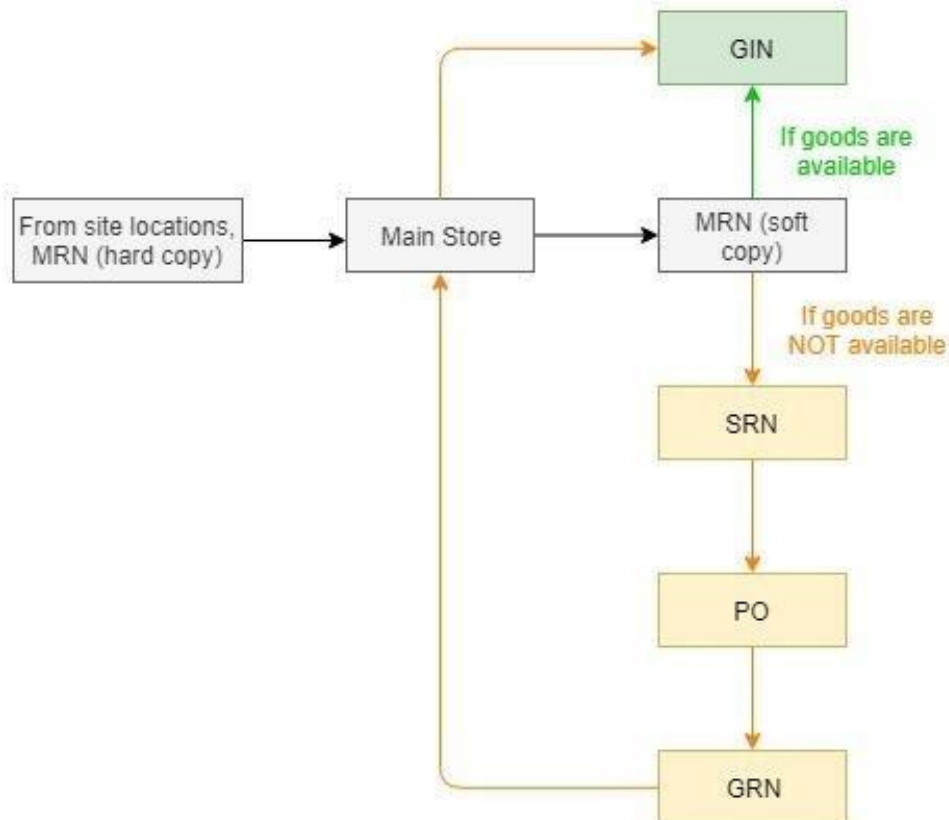 GIN
If goods are
available
From site locations,
MRN (hard copy)
Main Store
MRN (soft
copy)
If goods are
NOT available
SRN
PO
GRN